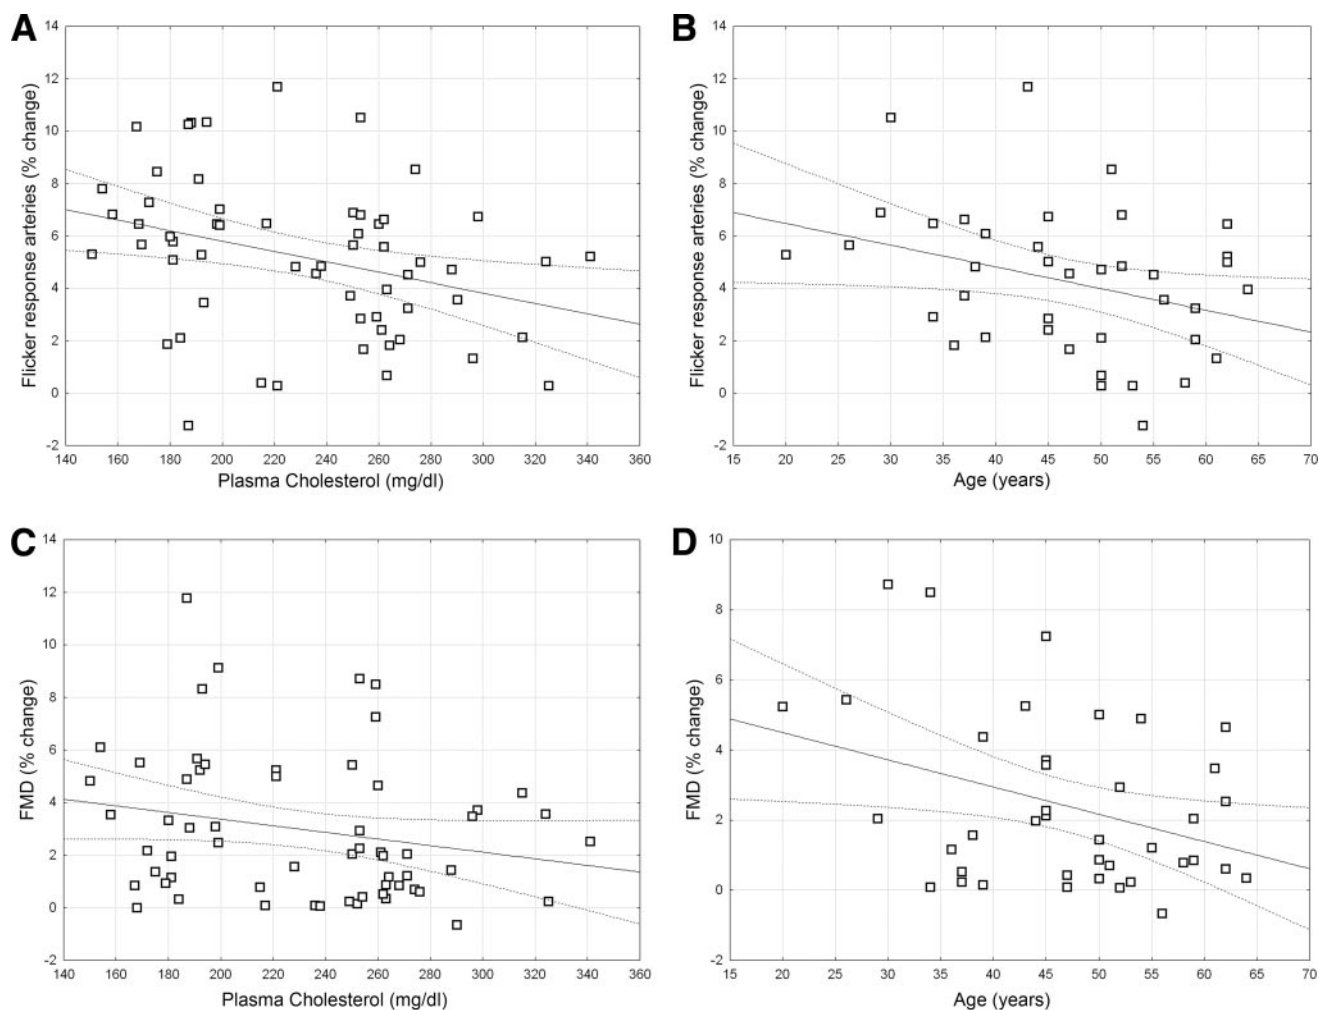 A
Flicker response arteries (% change)
14
12
10
8
6
4
2
0
-2
140 160 180 200 220 240 260 280 300 320 340 360
Plasma Cholesterol (mg/dl)
B
Flicker response arteries (% change)
14
12
10
8
6
4
2
0
-2
15 20 25 30 35 40 45 50 55 60 65 70
Age (years)
C
FMD (% change)
14
12
10
8
6
4
2
0
-2
140 160 180 200 220 240 260 280 300 320 340 360
Plasma Cholesterol (mg/dl)
D
FMD (% change)
10
8
6
4
2
0
-2
15 20 25 30 35 40 45 50 55 60 65 70
Age (years)